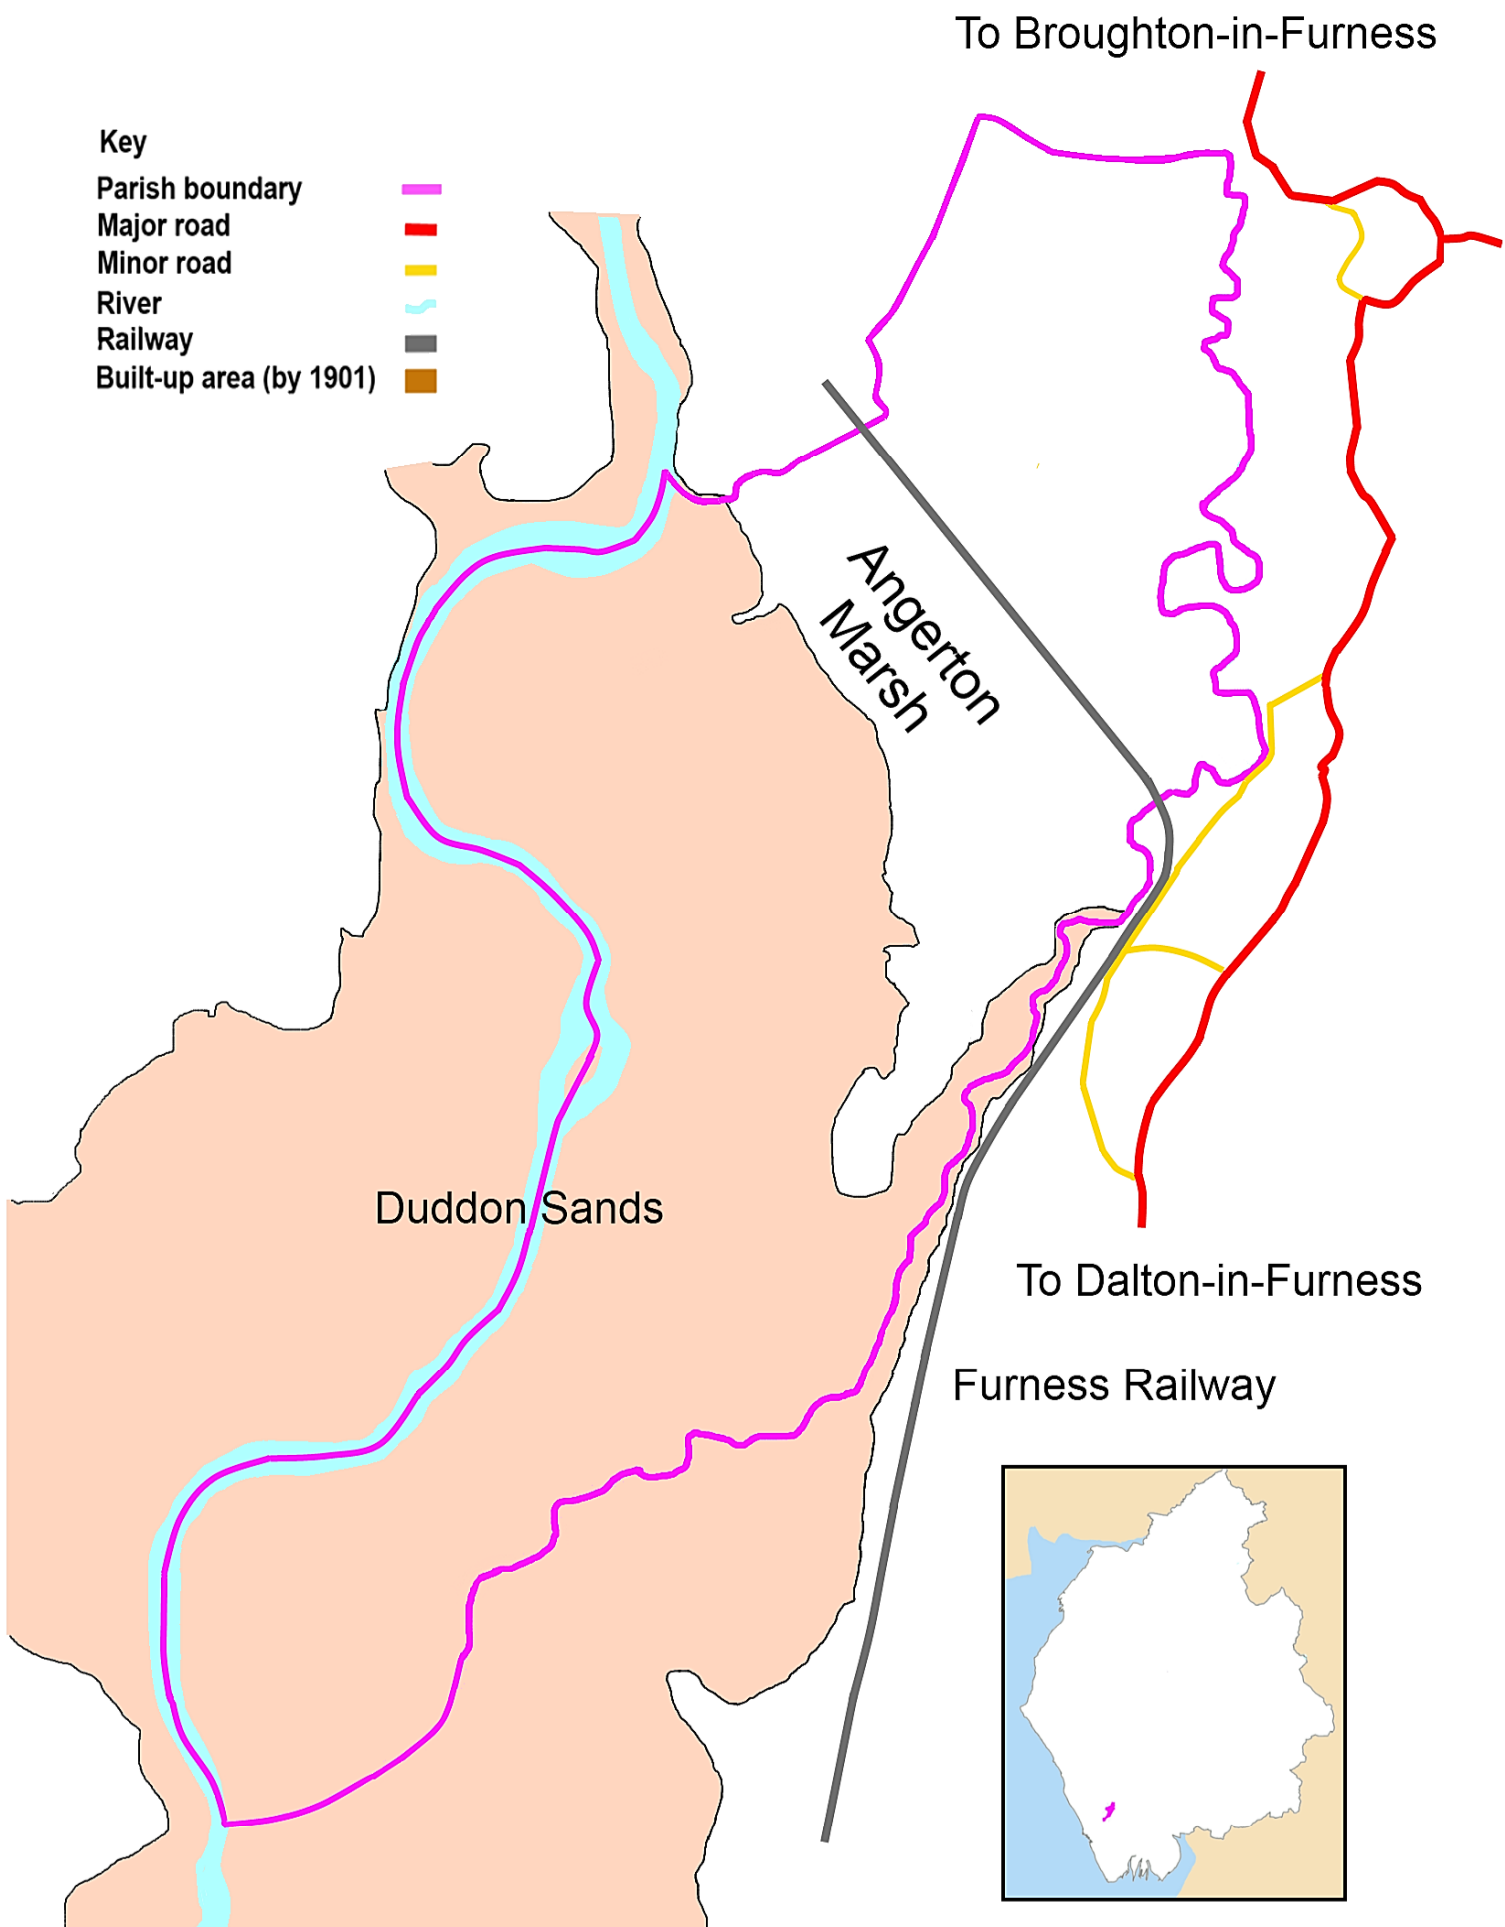 To Broughton-in-Furness
Key
Parish boundary
Major road
Minor road
River
Railway
Built-up area (by 1901)
Angerton
Marsh
Duddon Sands
To Dalton-in-Furness
Furness Railway